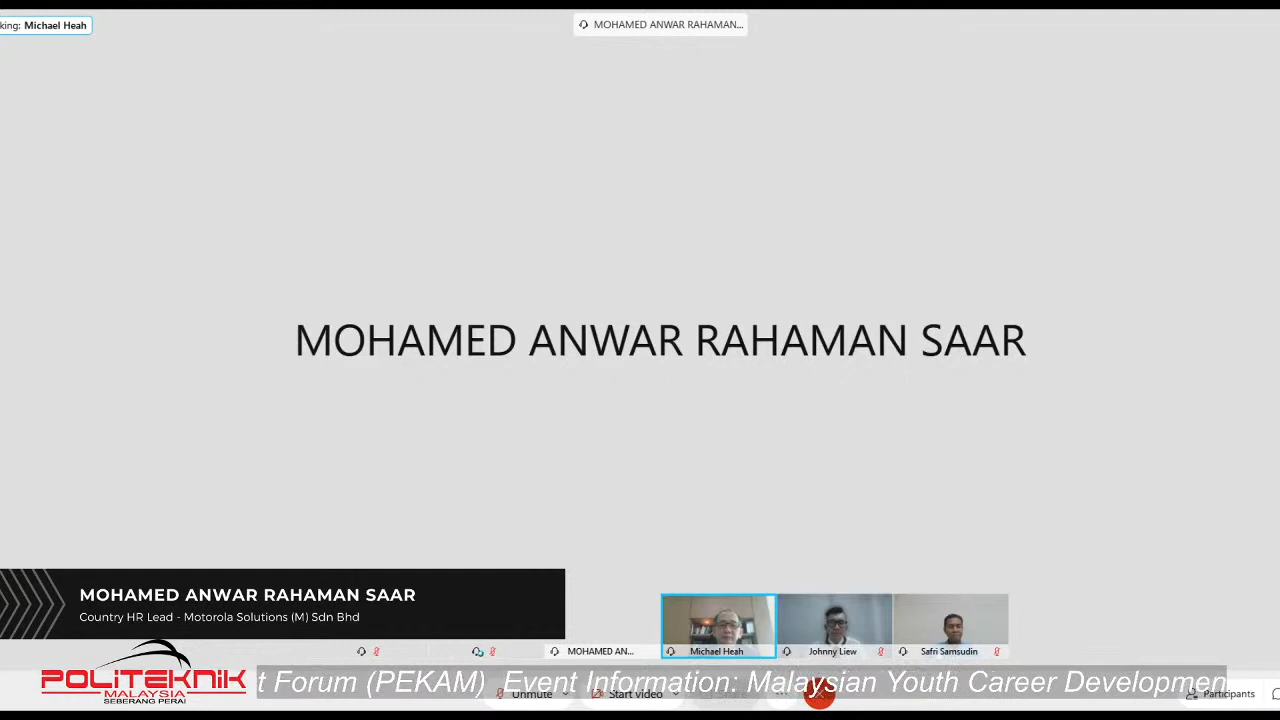 king: Michael Heah
MOHAMED ANWAR RAHAMAN...
MOHAMED ANWAR RAHAMAN SAAR
MOHAMED ANWAR RAHAMAN SAAR
Country HR Lead - Motorola Solutions (M) Sdn Bhd
MOHAMED AN...
Michael Heah
Johnny Liew
Safri Samsudin
POLITEKNIK
MALAYSIA
SEBERANG PERAI
t Forum (PEKAM) Event Information: Malaysian Youth Career Developmen
Unmute
Start video
Participants